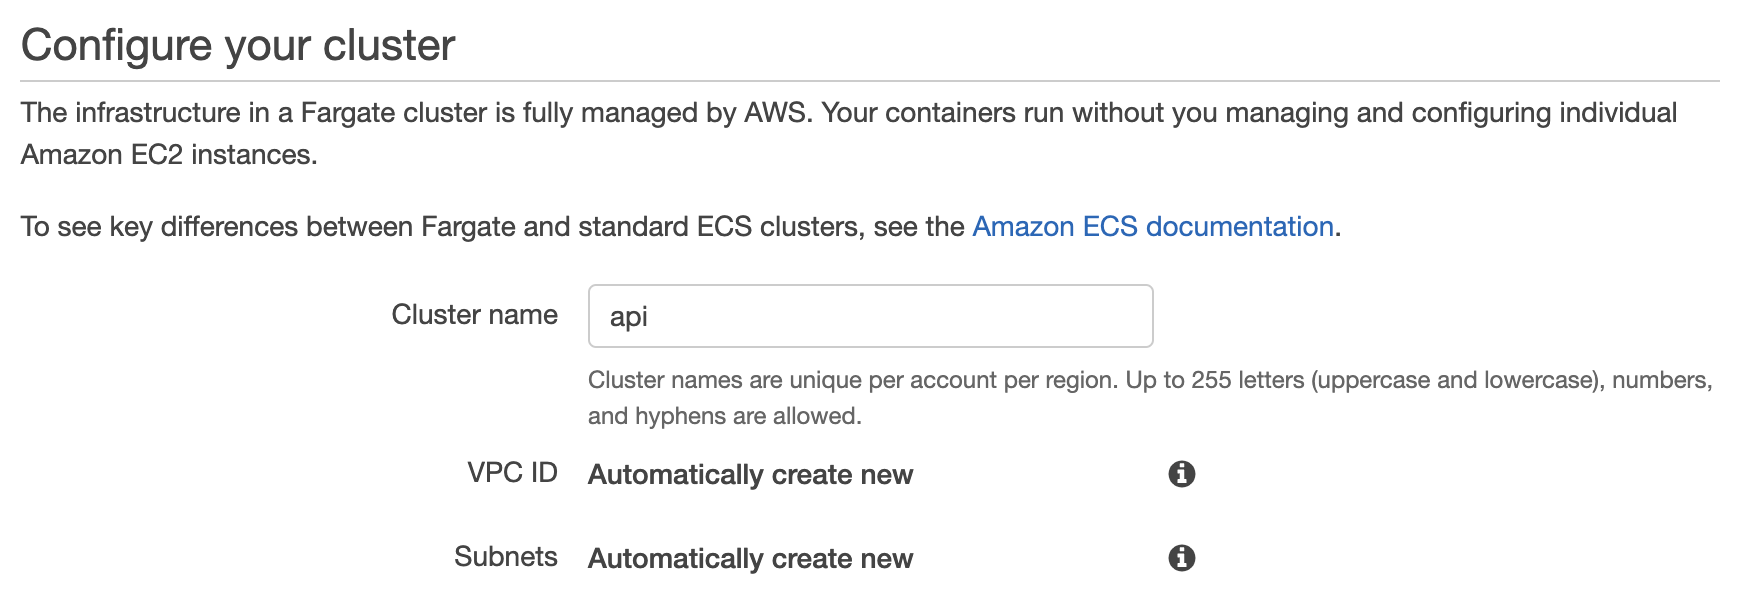 Configure your cluster
The infrastructure in a Fargate cluster is fully managed by AWS. Your containers run without you managing and configuring individual
Amazon EC2 instances.
To see key differences between Fargate and standard ECS clusters, see the Amazon ECS documentation.
Cluster name api
Cluster names are unique per account per region. Up to 255 letters (uppercase and lowercase), numbers,
and hyphens are allowed.
VPC ID Automatically create new
Subnets Automatically create new